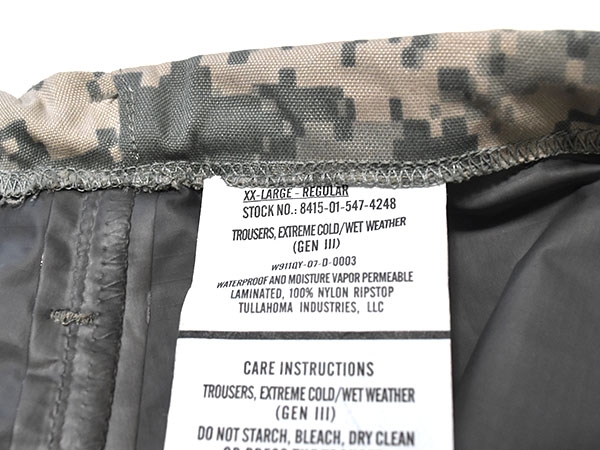 XX-LARGE - REGULAR
STOCK NO.: 8415-01-547-4248
TROUSERS, EXTREME COLD/WET WEATHER
(GEN III)
W911QY-07-D-0003
WATERPROOF AND MOISTURE VAPOR PERMEABLE
LAMINATED, 100% NYLON RIPSTOP
TULLAHOMA INDUSTRIES, LLC
CARE INSTRUCTIONS
TROUSERS, EXTREME COLD/WET WEATHER
(GEN III)
DO NOT STARCH, BLEACH, DRY CLEAN